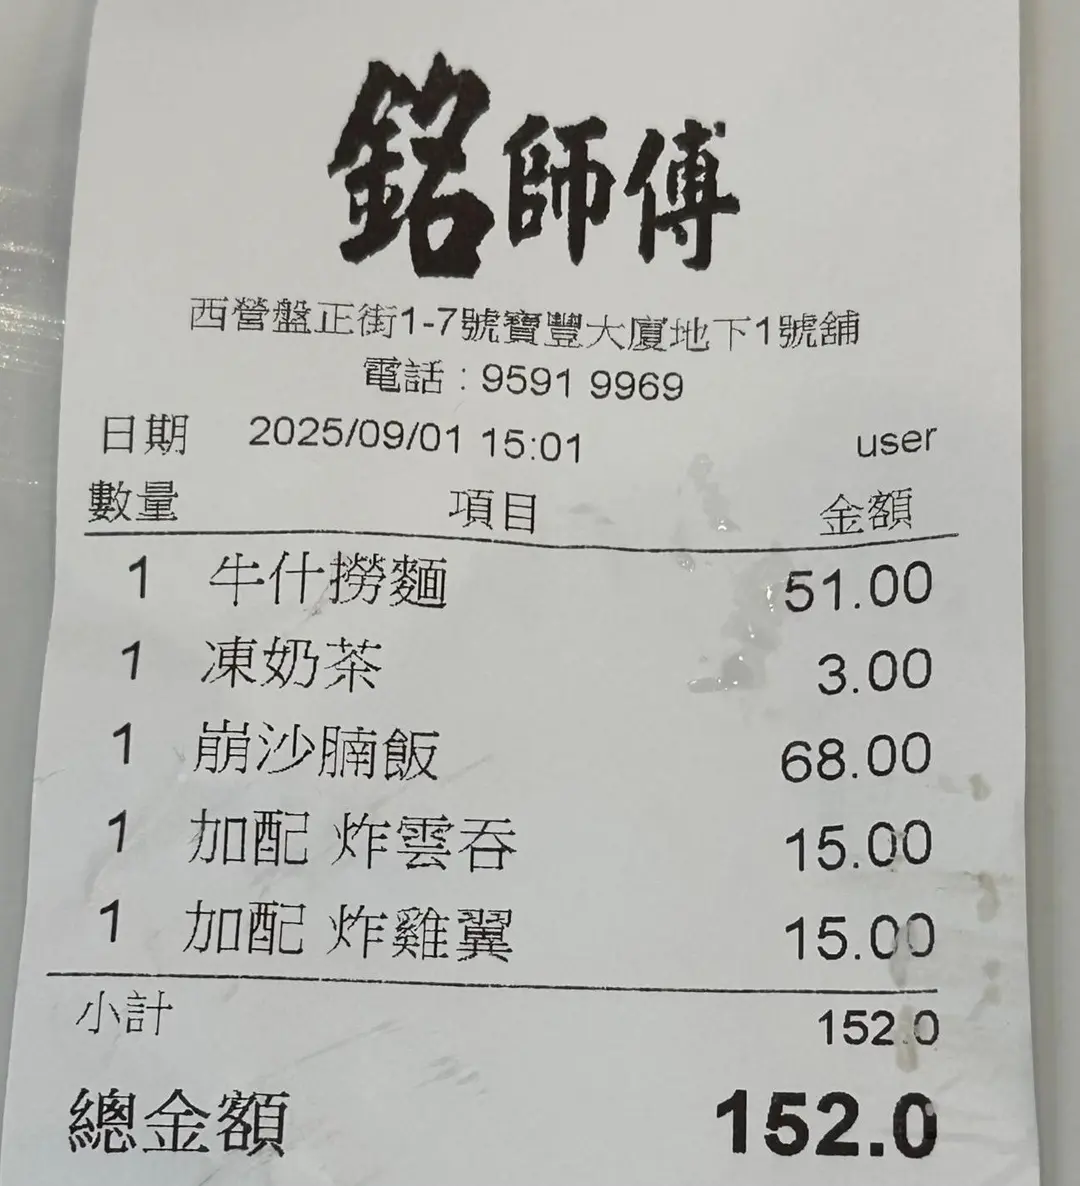 銘師傅
西營盤正街1-7號寶豐大廈地下1號舖
電話：9591 9969
日期 2025/09/01 15:01 user
數量 項目 金額
1 牛什撈麵 51.00
1 凍奶茶 3.00
1 崩沙腩飯 68.00
1 加配 炸雲吞 15.00
1 加配 炸雞翼 15.00
小計 152.0
總金額 152.0